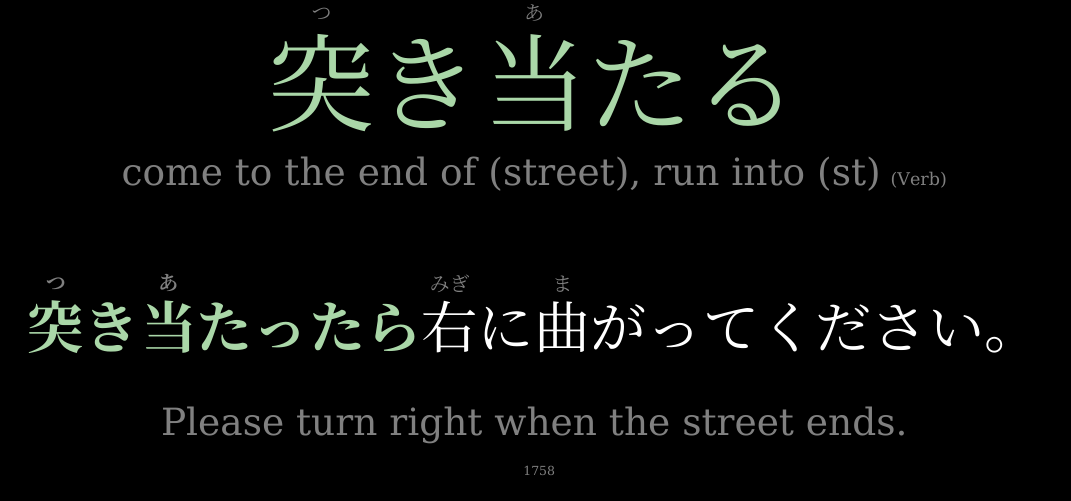 つ あ
突き当たる
come to the end of (street), run into (st) (Verb)
つ あ みぎ ま
突き当たったら右に曲がってください。
Please turn right when the street ends.
1758